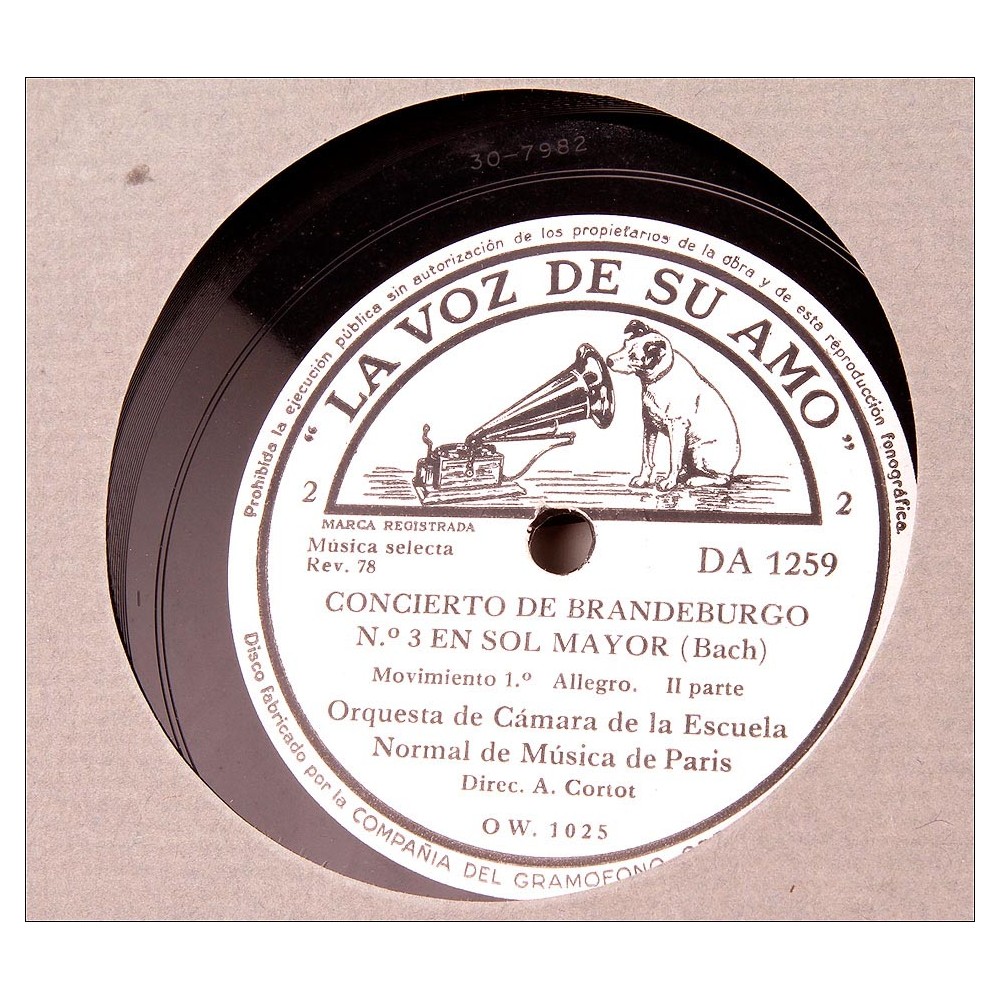 30-7982
Prohibida la ejecución pública sin autorización de los propietarios de la obra y de esta reproducción fonográfica.
"LA VOZ DE SU AMO"
2 2
MARCA REGISTRADA
Música selecta
Rev. 78
DA 1259
CONCIERTO DE BRANDEBURGO
N.º 3 EN SOL MAYOR (Bach)
Movimiento 1.º Allegro. II parte
Orquesta de Cámara de la Escuela
Normal de Música de Paris
Direc. A. Cortot
OW. 1025
Disco fabricado por la COMPAÑIA DEL GRAMOFONO